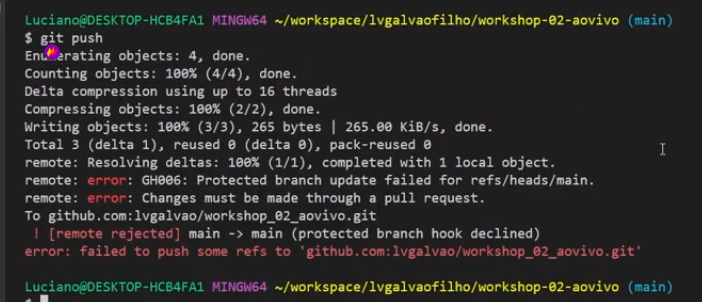 Luciano@DESKTOP-HCB4FA1 MINGW64 ~/workspace/lvgalvaofilho/workshop-02-aovivo (main)
$ git push
Enumerating objects: 4, done.
Counting objects: 100% (4/4), done.
Delta compression using up to 16 threads
Compressing objects: 100% (2/2), done.
Writing objects: 100% (3/3), 265 bytes | 265.00 KiB/s, done.
Total 3 (delta 1), reused 0 (delta 0), pack-reused 0
remote: Resolving deltas: 100% (1/1), completed with 1 local object.
remote: error: GH006: Protected branch update failed for refs/heads/main.
remote: error: Changes must be made through a pull request.
To github.com:lvgalvao/workshop_02_aovivo.git
 ! [remote rejected] main -> main (protected branch hook declined)
error: failed to push some refs to 'github.com:lvgalvao/workshop_02_aovivo.git'
Luciano@DESKTOP-HCB4FA1 MINGW64 ~/workspace/lvgalvaofilho/workshop-02-aovivo (main)
$